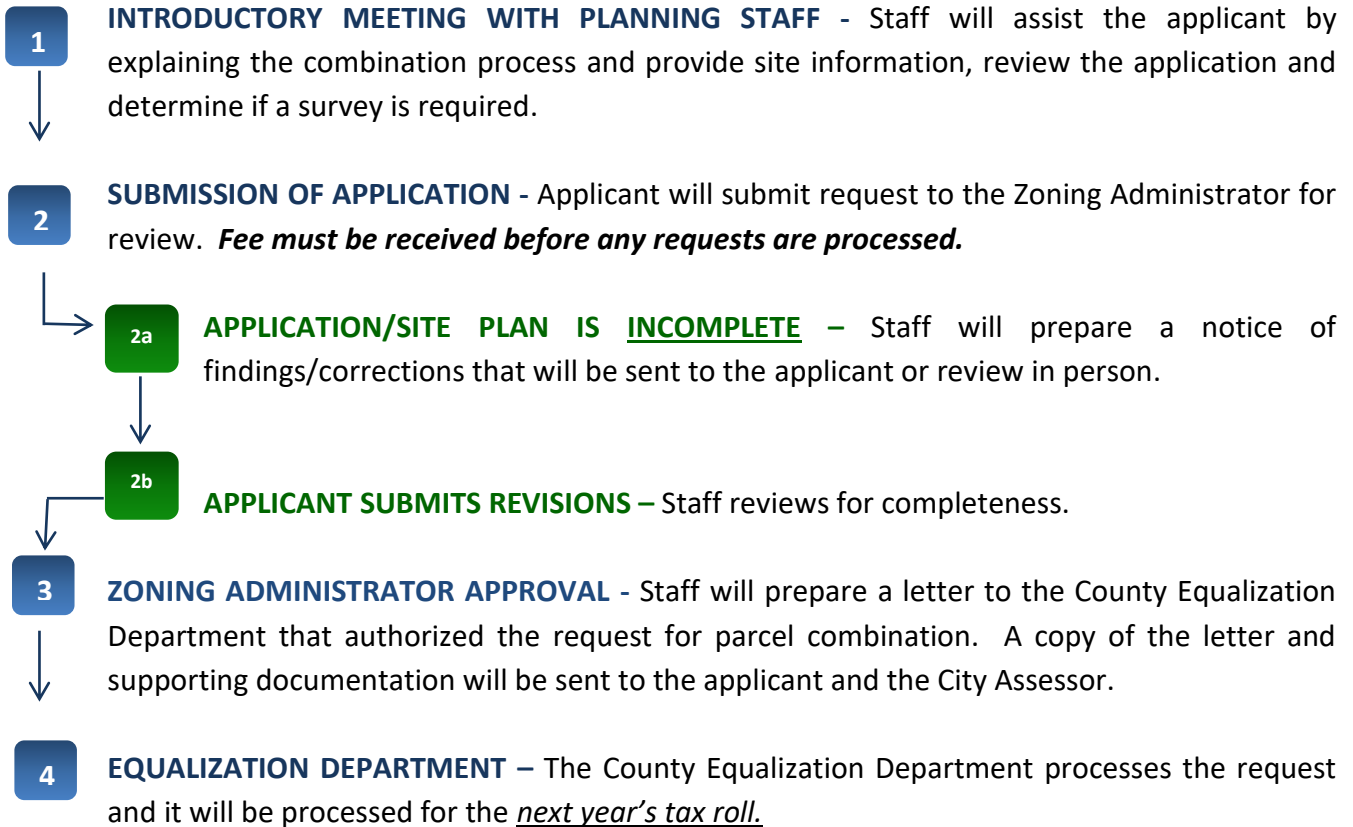 1
INTRODUCTORY MEETING WITH PLANNING STAFF - Staff will assist the applicant by
explaining the combination process and provide site information, review the application and
determine if a survey is required.
2
SUBMISSION OF APPLICATION - Applicant will submit request to the Zoning Administrator for
review. Fee must be received before any requests are processed.
2a
APPLICATION/SITE PLAN IS INCOMPLETE – Staff will prepare a notice of
findings/corrections that will be sent to the applicant or review in person.
2b
APPLICANT SUBMITS REVISIONS – Staff reviews for completeness.
3
ZONING ADMINISTRATOR APPROVAL - Staff will prepare a letter to the County Equalization
Department that authorized the request for parcel combination. A copy of the letter and
supporting documentation will be sent to the applicant and the City Assessor.
4
EQUALIZATION DEPARTMENT – The County Equalization Department processes the request
and it will be processed for the next year's tax roll.